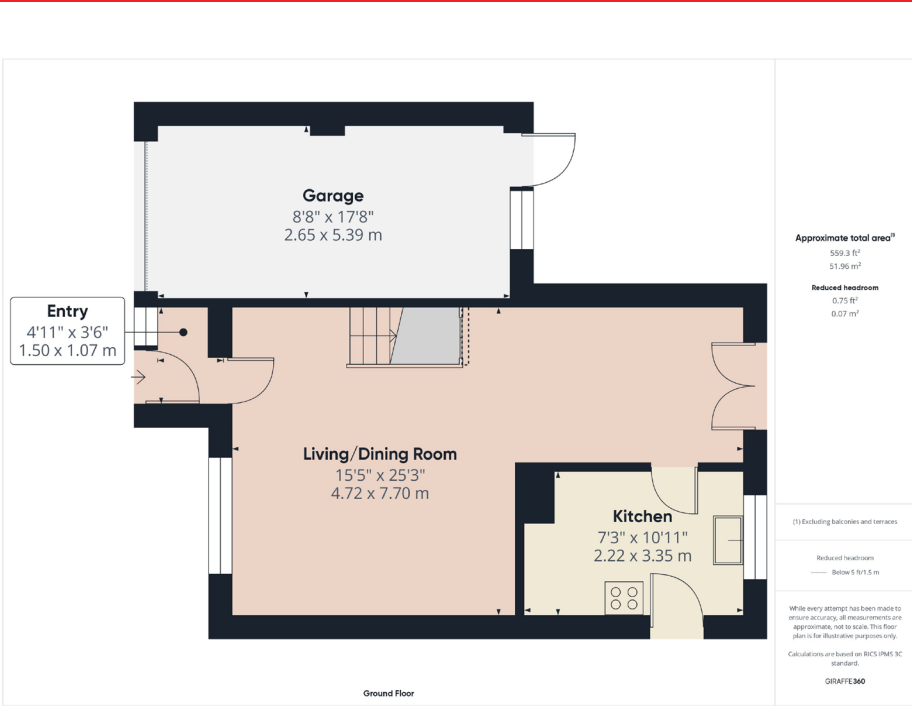 Garage
8'8" x 17'8"
2.65 x 5.39 m
Entry
4'11" x 3'6"
1.50 x 1.07 m
Living/Dining Room
15'5" x 25'3"
4.72 x 7.70 m
Kitchen
7'3" x 10'11"
2.22 x 3.35 m
Ground Floor
Approximate total area⁽¹⁾
559.3 ft²
51.96 m²
Reduced headroom
0.75 ft²
0.07 m²
(1) Excluding balconies and terraces
Reduced headroom
Below 5 ft/1.5 m
While every attempt has been made to
ensure accuracy, all measurements are
approximate, not to scale. This floor
plan is for illustrative purposes only.
Calculations are based on RICS IPMS 3C
standard.
GIRAFFE360